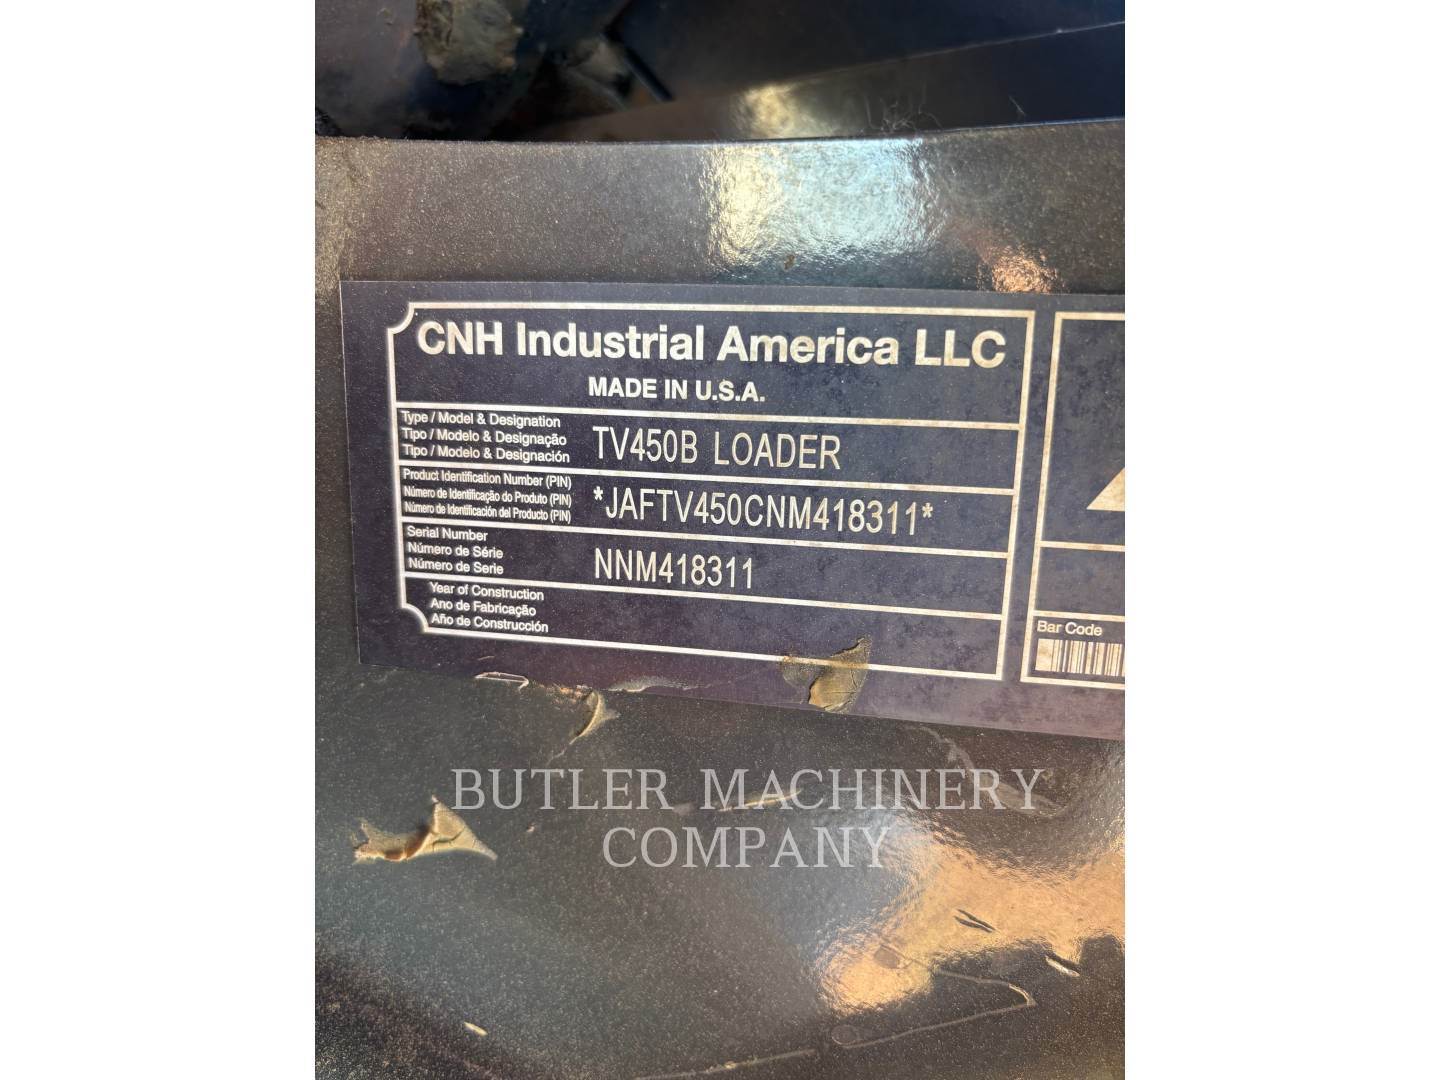 CNH Industrial America LLC
MADE IN U.S.A.
Type / Model & Designation
Tipo / Modelo & Designação
Tipo / Modelo & Designación
TV450B LOADER
Product Identification Number (PIN)
Número de Identificação do Produto (PIN)
Número de Identificación del Producto (PIN)
*JAFTV450CNM418311*
Serial Number
Número de Série
Número de Serie
NNM418311
Year of Construction
Ano de Fabricação
Año de Construcción
Bar Code
BUTLER MACHINERY
COMPANY